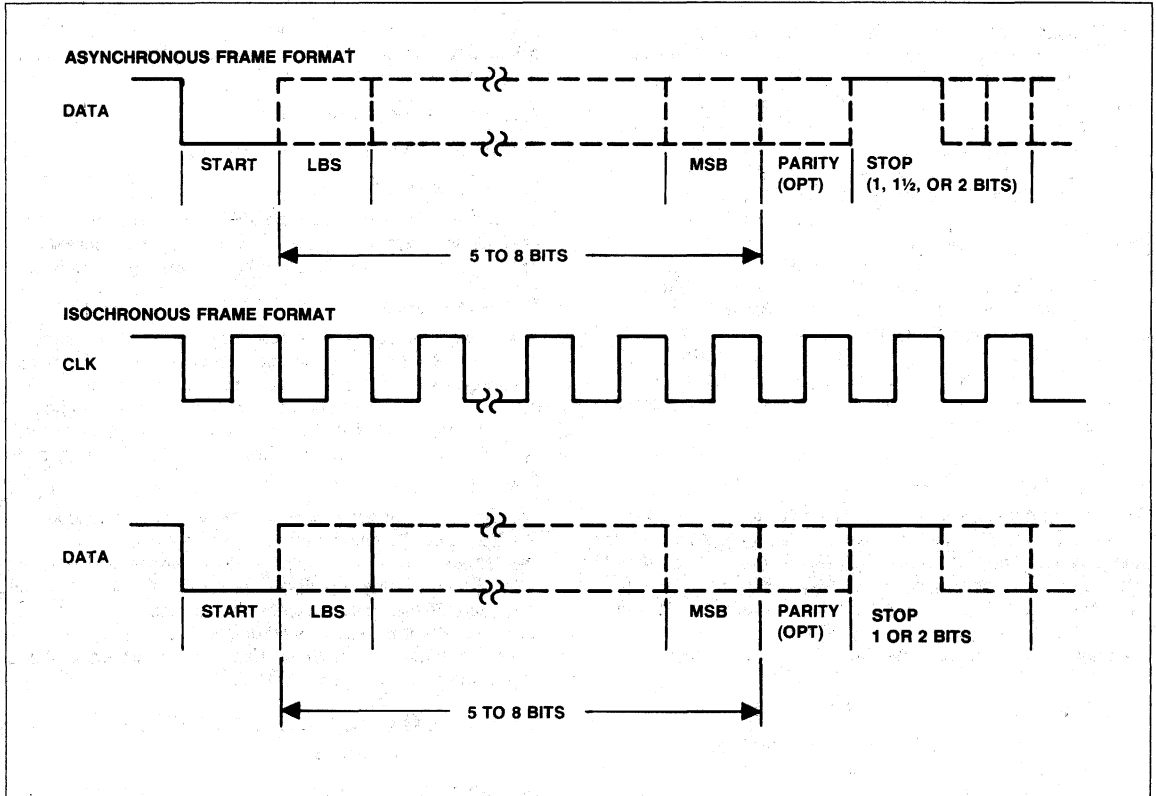 ASYNCHRONOUS FRAME FORMAT
DATA
START LBS MSB PARITY STOP
(OPT) (1, 1½, OR 2 BITS)
5 TO 8 BITS
ISOCHRONOUS FRAME FORMAT
CLK
DATA
START LBS MSB PARITY STOP
(OPT) 1 OR 2 BITS
5 TO 8 BITS